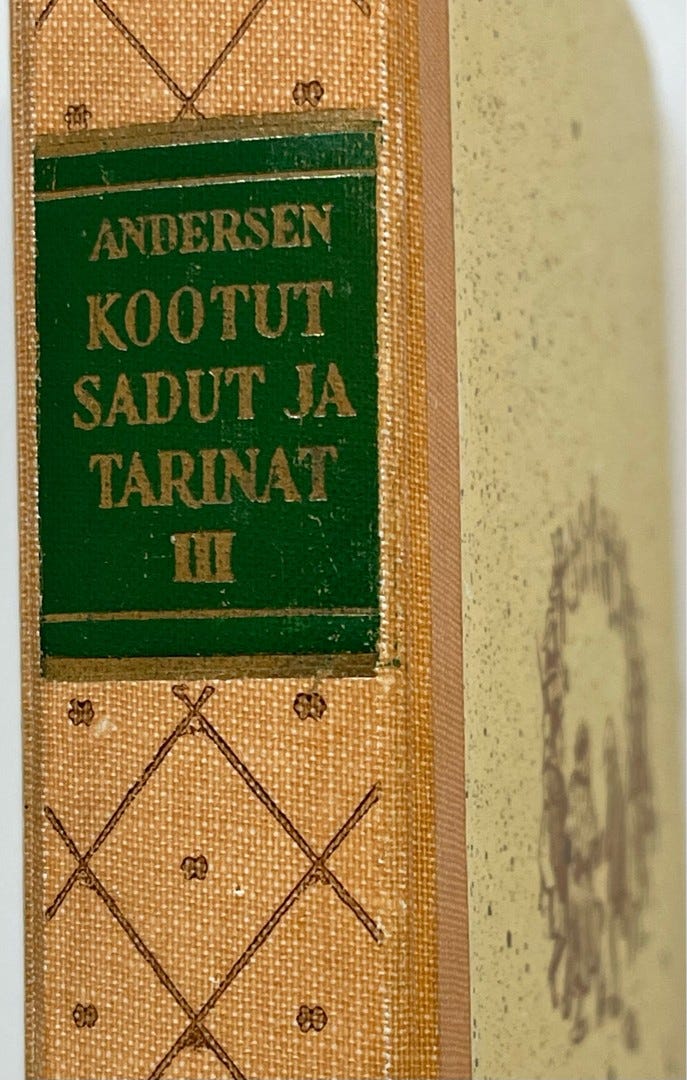 ANDERSEN
KOOTUT
SADUT JA
TARINAT
III